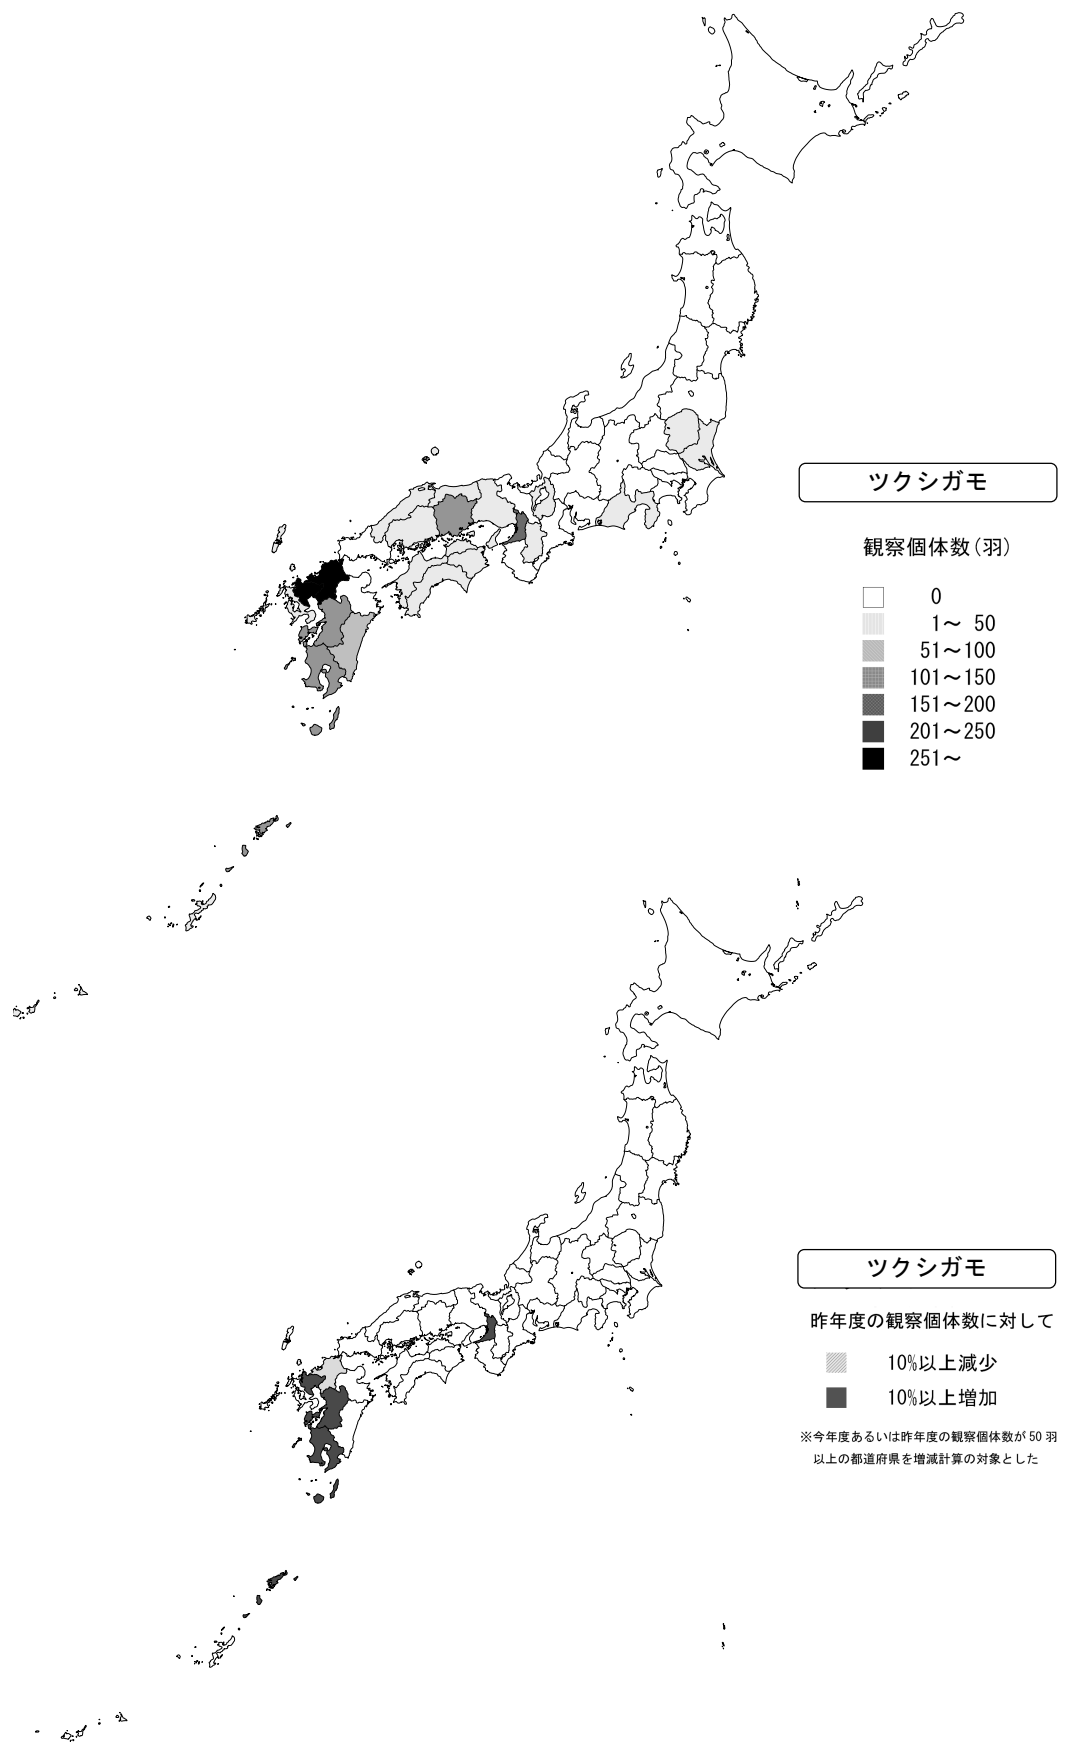 ツクシガモ
観察個体数(羽)
0
1～ 50
51～100
101～150
151～200
201～250
251～
ツクシガモ
昨年度の観察個体数に対して
10%以上減少
10%以上増加
※今年度あるいは昨年度の観察個体数が 50 羽
以上の都道府県を増減計算の対象とした